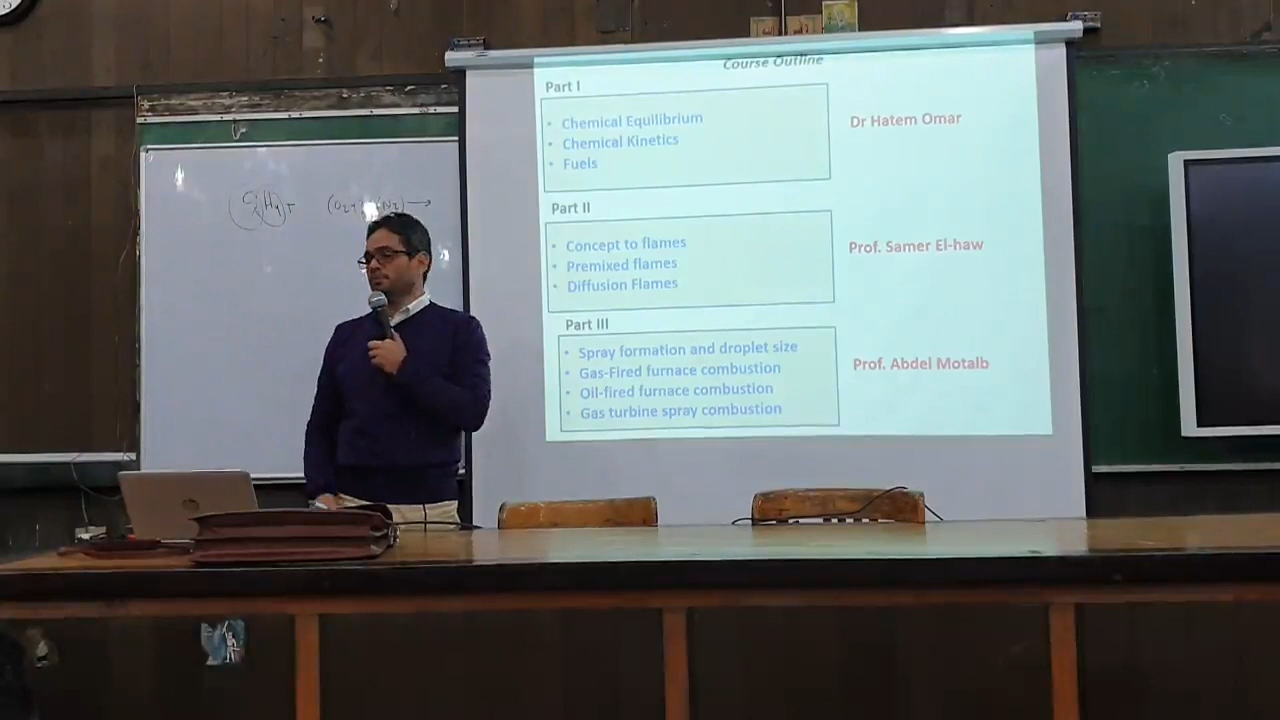 Course Outline
Part I
• Chemical Equilibrium
• Chemical Kinetics
• Fuels
Dr Hatem Omar
Part II
• Concept to flames
• Premixed flames
• Diffusion Flames
Prof. Samer El-haw
Part III
• Spray formation and droplet size
• Gas-Fired furnace combustion
• Oil-fired furnace combustion
• Gas turbine spray combustion
Prof. Abdel Motalb